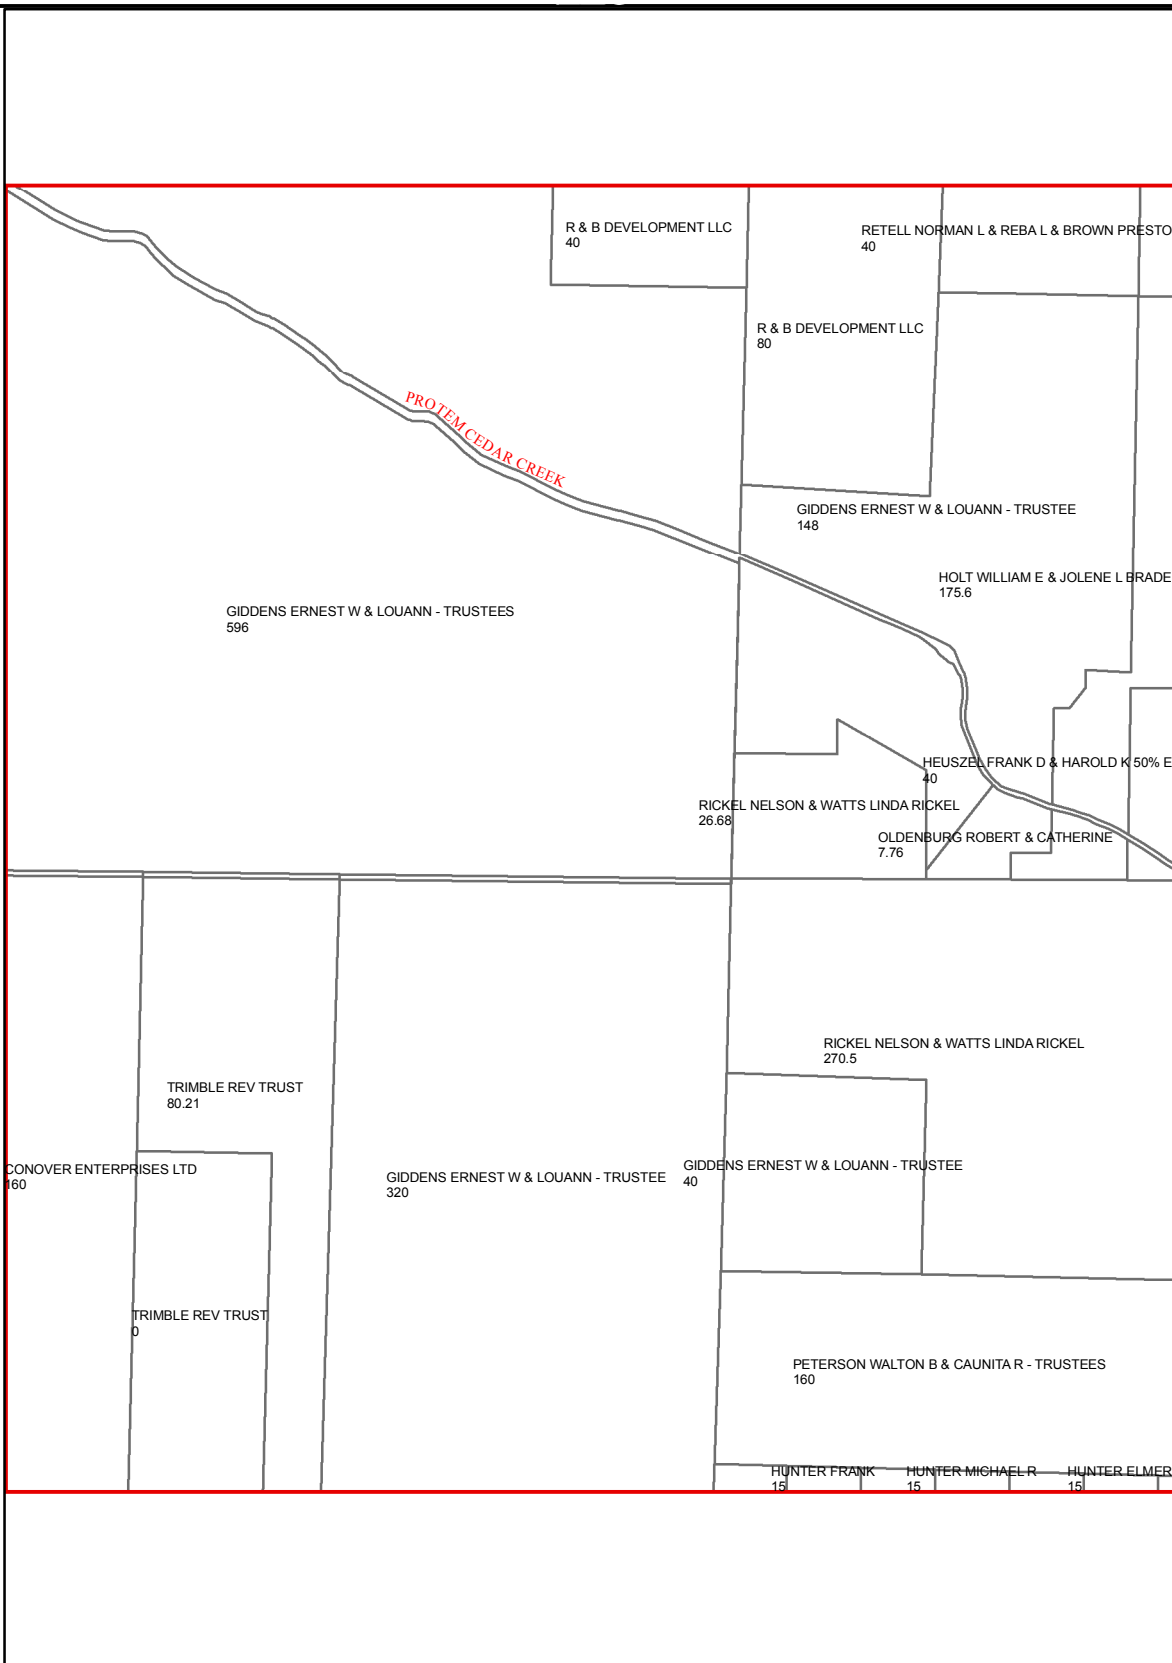 R & B DEVELOPMENT LLC
40
RETELL NORMAN L & REBA L & BROWN PRESTO
40
R & B DEVELOPMENT LLC
80
PROTEM CEDAR CREEK
GIDDENS ERNEST W & LOUANN - TRUSTEE
148
HOLT WILLIAM E & JOLENE L BRADE
175.6
GIDDENS ERNEST W & LOUANN - TRUSTEES
596
HEUSZEL FRANK D & HAROLD K 50% E
40
RICKEL NELSON & WATTS LINDA RICKEL
26.68
OLDENBURG ROBERT & CATHERINE
7.76
RICKEL NELSON & WATTS LINDA RICKEL
270.5
TRIMBLE REV TRUST
80.21
CONOVER ENTERPRISES LTD
160
GIDDENS ERNEST W & LOUANN - TRUSTEE
320
GIDDENS ERNEST W & LOUANN - TRUSTEE
40
TRIMBLE REV TRUST
0
PETERSON WALTON B & CAUNITA R - TRUSTEES
160
HUNTER FRANK
15
HUNTER MICHAEL R
15
HUNTER ELMER
15